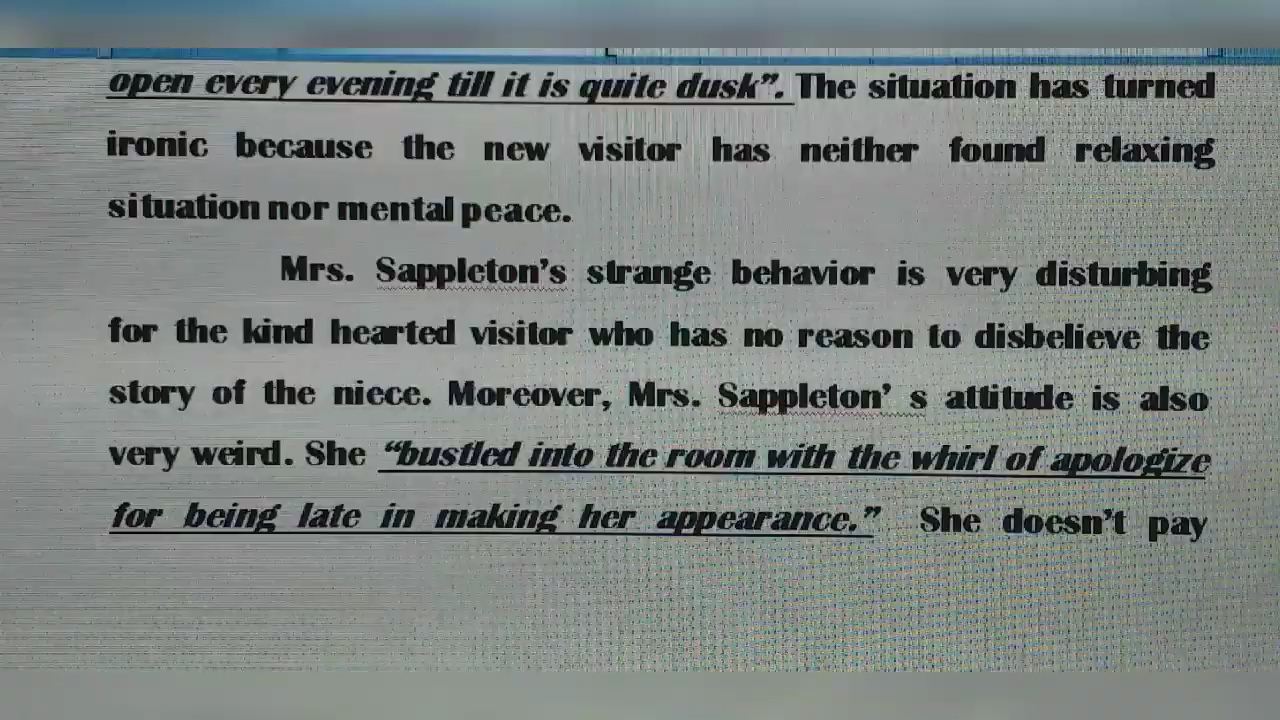 open every evening till it is quite dusk”. The situation has turned
ironic because the new visitor has neither found relaxing
situation nor mental peace.
Mrs. Sappleton’s strange behavior is very disturbing
for the kind hearted visitor who has no reason to disbelieve the
story of the niece. Moreover, Mrs. Sappleton’ s attitude is also
very weird. She “bustled into the room with the whirl of apologize
for being late in making her appearance.” She doesn’t pay